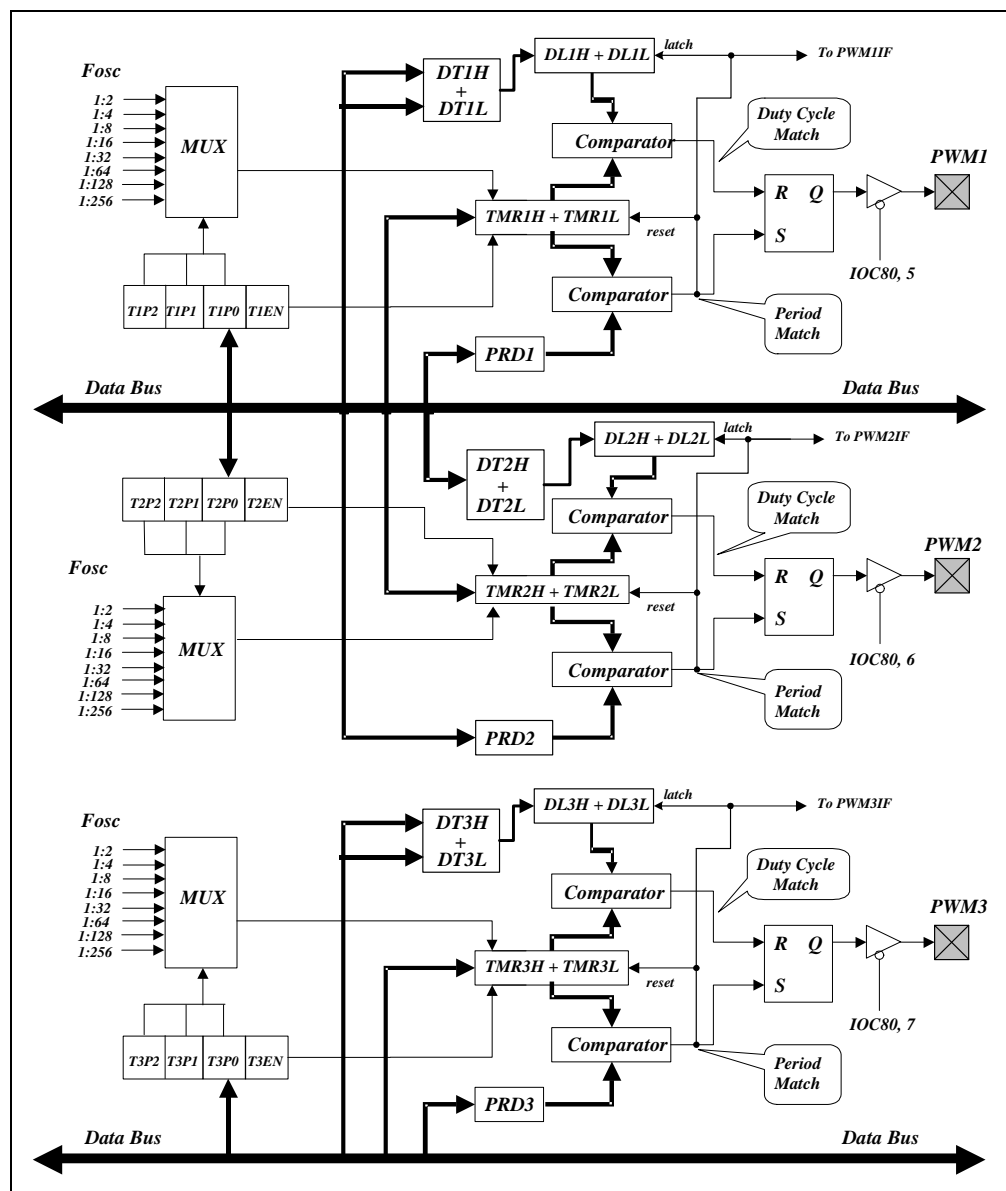 DL1H + DL1L
latch
To PWM1IF
Fosc
DT1H
+
DT1L
1:2
1:4
1:8
1:16
1:32
1:64
1:128
1:256
MUX
Comparator
Duty Cycle
Match
PWM1
TMR1H + TMR1L
reset
R Q
S
IOC80, 5
T1P2 T1P1 T1P0 T1EN
Comparator
Period
Match
PRD1
Data Bus
Data Bus
DL2H + DL2L
latch
To PWM2IF
DT2H
+
DT2L
T2P2 T2P1 T2P0 T2EN
Comparator
Duty Cycle
Match
PWM2
Fosc
1:2
1:4
1:8
1:16
1:32
1:64
1:128
1:256
MUX
TMR2H + TMR2L
reset
R Q
S
IOC80, 6
Comparator
Period
Match
PRD2
DL3H + DL3L
latch
To PWM3IF
Fosc
DT3H
+
DT3L
1:2
1:4
1:8
1:16
1:32
1:64
1:128
1:256
MUX
Comparator
Duty Cycle
Match
PWM3
TMR3H + TMR3L
reset
R Q
S
IOC80, 7
T3P2 T3P1 T3P0 T3EN
Comparator
Period
Match
PRD3
Data Bus
Data Bus